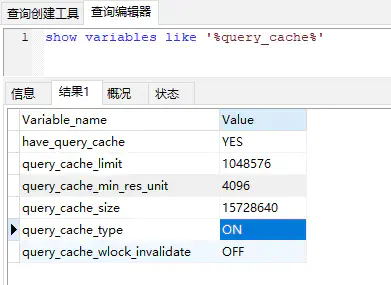 查询创建工具 查询编辑器
1 show variables like '%query_cache%'
信息 结果1 概况 状态
Variable_name Value
have_query_cache YES
query_cache_limit 1048576
query_cache_min_res_unit 4096
query_cache_size 15728640
query_cache_type ON
query_cache_wlock_invalidate OFF